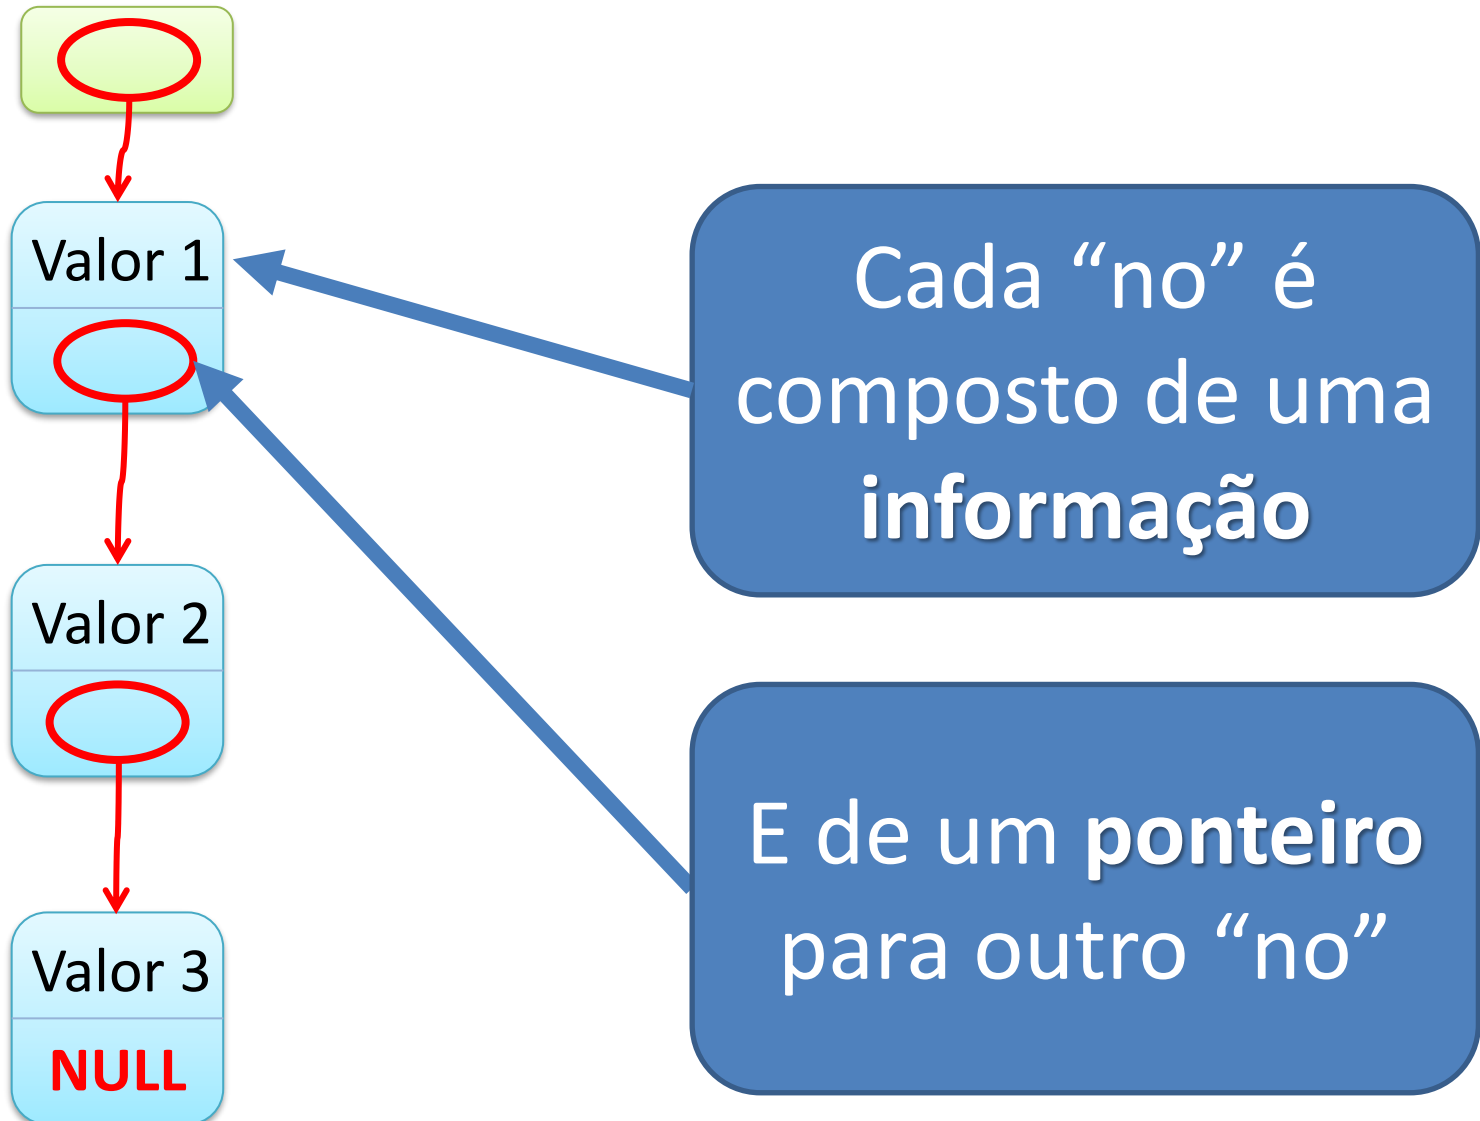 Valor 1
Cada “no” é
composto de uma
informação
Valor 2
E de um ponteiro
para outro “no”
Valor 3
NULL